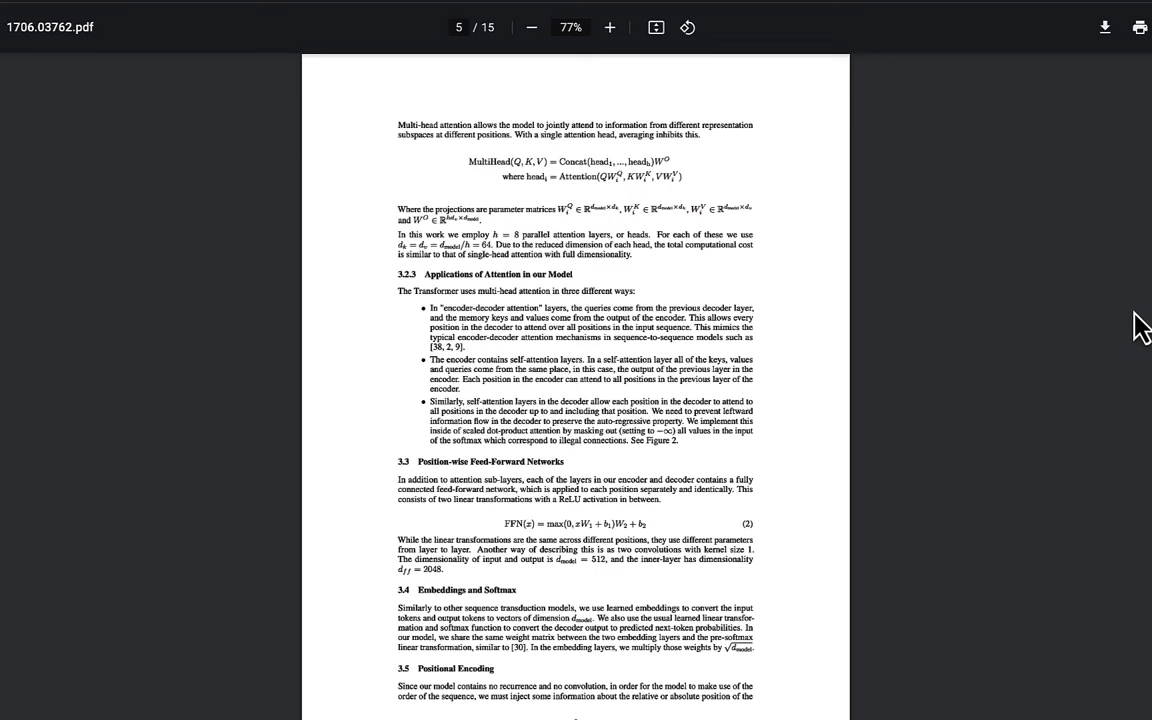 1706.03762.pdf
5 / 15
77%
Multi-head attention allows the model to jointly attend to information from different representation
subspaces at different positions. With a single attention head, averaging inhibits this.
MultiHead(Q, K, V) = Concat(head₁, ..., headₕ)W^O
where headᵢ = Attention(QWᵢ^Q, KWᵢ^K, VWᵢ^V)
Where the projections are parameter matrices Wᵢ^Q ∈ ℝ^{d_model×d_k}, Wᵢ^K ∈ ℝ^{d_model×d_k}, Wᵢ^V ∈ ℝ^{d_model×d_v}
and W^O ∈ ℝ^{hd_v×d_model}.
In this work we employ h = 8 parallel attention layers, or heads. For each of these we use
d_k = d_v = d_model/h = 64. Due to the reduced dimension of each head, the total computational cost
is similar to that of single-head attention with full dimensionality.
3.2.3 Applications of Attention in our Model
The Transformer uses multi-head attention in three different ways:
• In "encoder-decoder attention" layers, the queries come from the previous decoder layer,
and the memory keys and values come from the output of the encoder. This allows every
position in the decoder to attend over all positions in the input sequence. This mimics the
typical encoder-decoder attention mechanisms in sequence-to-sequence models such as
[38, 2, 9].
• The encoder contains self-attention layers. In a self-attention layer all of the keys, values
and queries come from the same place, in this case, the output of the previous layer in the
encoder. Each position in the encoder can attend to all positions in the previous layer of the
encoder.
• Similarly, self-attention layers in the decoder allow each position in the decoder to attend to
all positions in the decoder up to and including that position. We need to prevent leftward
information flow in the decoder to preserve the auto-regressive property. We implement this
inside of scaled dot-product attention by masking out (setting to −∞) all values in the input
of the softmax which correspond to illegal connections. See Figure 2.
3.3 Position-wise Feed-Forward Networks
In addition to attention sub-layers, each of the layers in our encoder and decoder contains a fully
connected feed-forward network, which is applied to each position separately and identically. This
consists of two linear transformations with a ReLU activation in between.
FFN(x) = max(0, xW₁ + b₁)W₂ + b₂ (2)
While the linear transformations are the same across different positions, they use different parameters
from layer to layer. Another way of describing this is as two convolutions with kernel size 1.
The dimensionality of input and output is d_model = 512, and the inner-layer has dimensionality
d_ff = 2048.
3.4 Embeddings and Softmax
Similarly to other sequence transduction models, we use learned embeddings to convert the input
tokens and output tokens to vectors of dimension d_model. We also use the usual learned linear transfor-
mation and softmax function to convert the decoder output to predicted next-token probabilities. In
our model, we share the same weight matrix between the two embedding layers and the pre-softmax
linear transformation, similar to [30]. In the embedding layers, we multiply those weights by √d_model.
3.5 Positional Encoding
Since our model contains no recurrence and no convolution, in order for the model to make use of the
order of the sequence, we must inject some information about the relative or absolute position of the